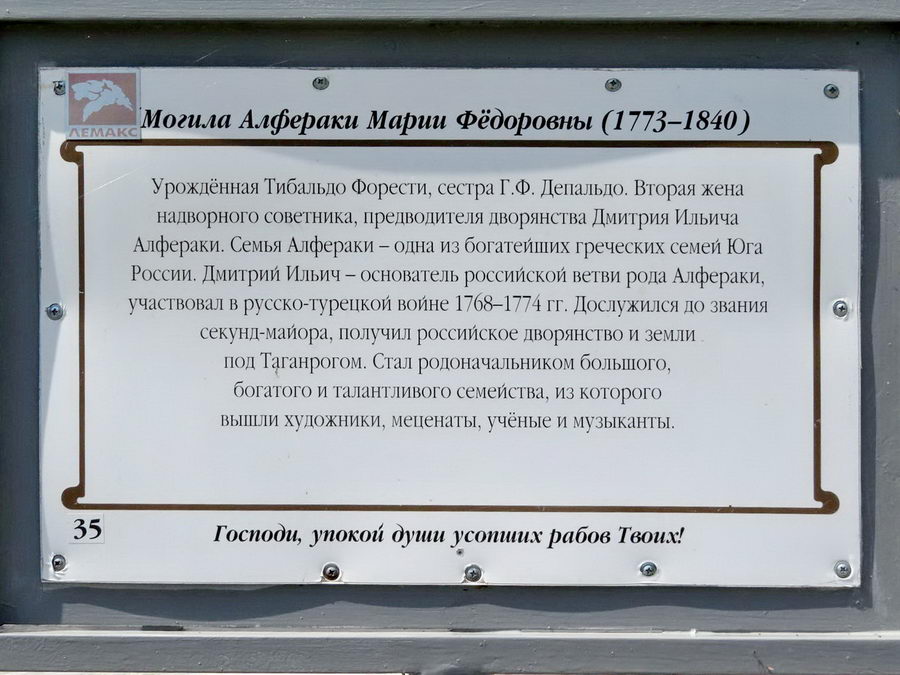 ЛЕМАКС
Могила Алфераки Марии Фёдоровны (1773–1840)
Урождённая Тибальдо Форести, сестра Г.Ф. Депальдо. Вторая жена
надворного советника, предводителя дворянства Дмитрия Ильича
Алфераки. Семья Алфераки – одна из богатейших греческих семей Юга
России. Дмитрий Ильич – основатель российской ветви рода Алфераки,
участвовал в русско-турецкой войне 1768–1774 гг. Дослужился до звания
секунд-майора, получил российское дворянство и земли
под Таганрогом. Стал родоначальником большого,
богатого и талантливого семейства, из которого
вышли художники, меценаты, учёные и музыканты.
35
Господи, упокой души усопших рабов Твоих!